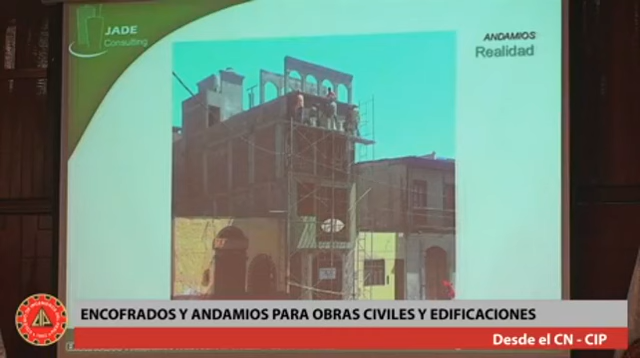 JADE
Consulting
ANDAMIOS
Realidad
ENCOFRADOS Y ANDAMIOS PARA OBRAS CIVILES Y EDIFICACIONES
Desde el CN - CIP